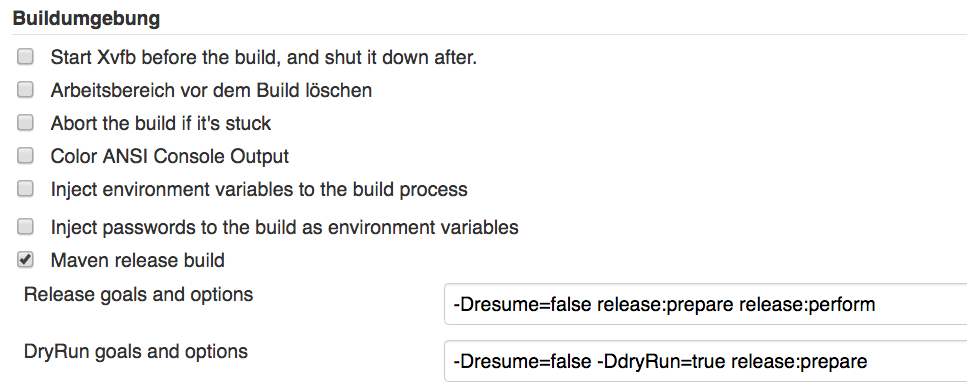 Buildumgebung
Start Xvfb before the build, and shut it down after.
Arbeitsbereich vor dem Build löschen
Abort the build if it's stuck
Color ANSI Console Output
Inject environment variables to the build process
Inject passwords to the build as environment variables
Maven release build
Release goals and options
-Dresume=false release:prepare release:perform
DryRun goals and options
-Dresume=false -DdryRun=true release:prepare